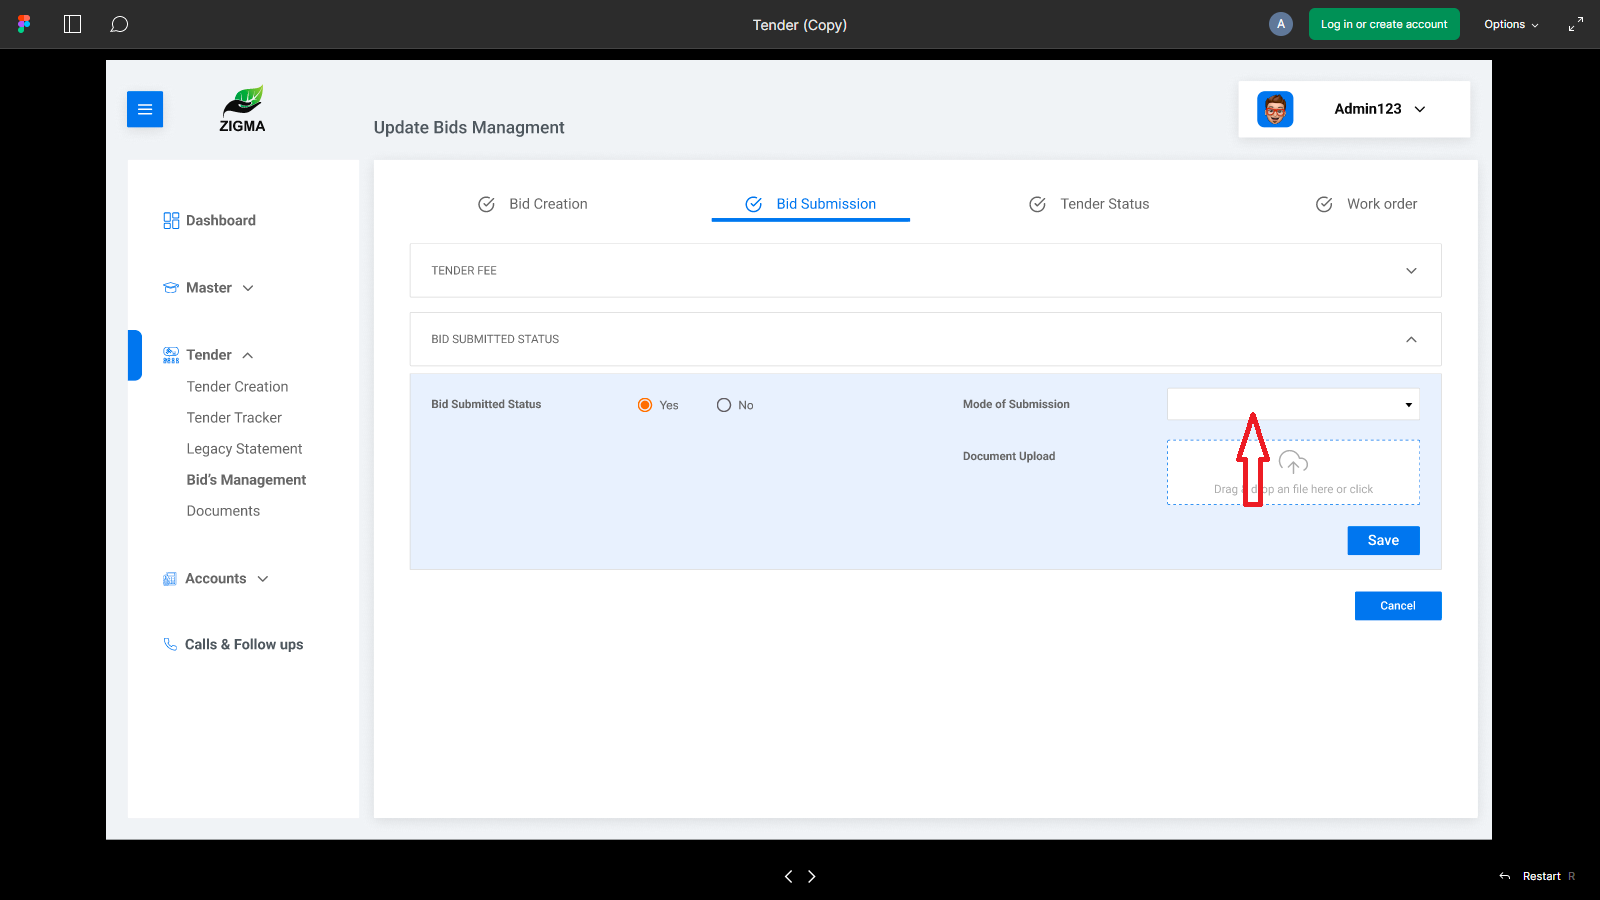 Tender (Copy)
A
Log in or create account
Options
ZIGMA
Update Bids Managment
Admin123
Dashboard
Master
Tender
Tender Creation
Tender Tracker
Legacy Statement
Bid's Management
Documents
Accounts
Calls & Follow ups
Bid Creation
Bid Submission
Tender Status
Work order
TENDER FEE
BID SUBMITTED STATUS
Bid Submitted Status
Yes
No
Mode of Submission
Document Upload
Drag & drop an file here or click
Save
Cancel
Restart R